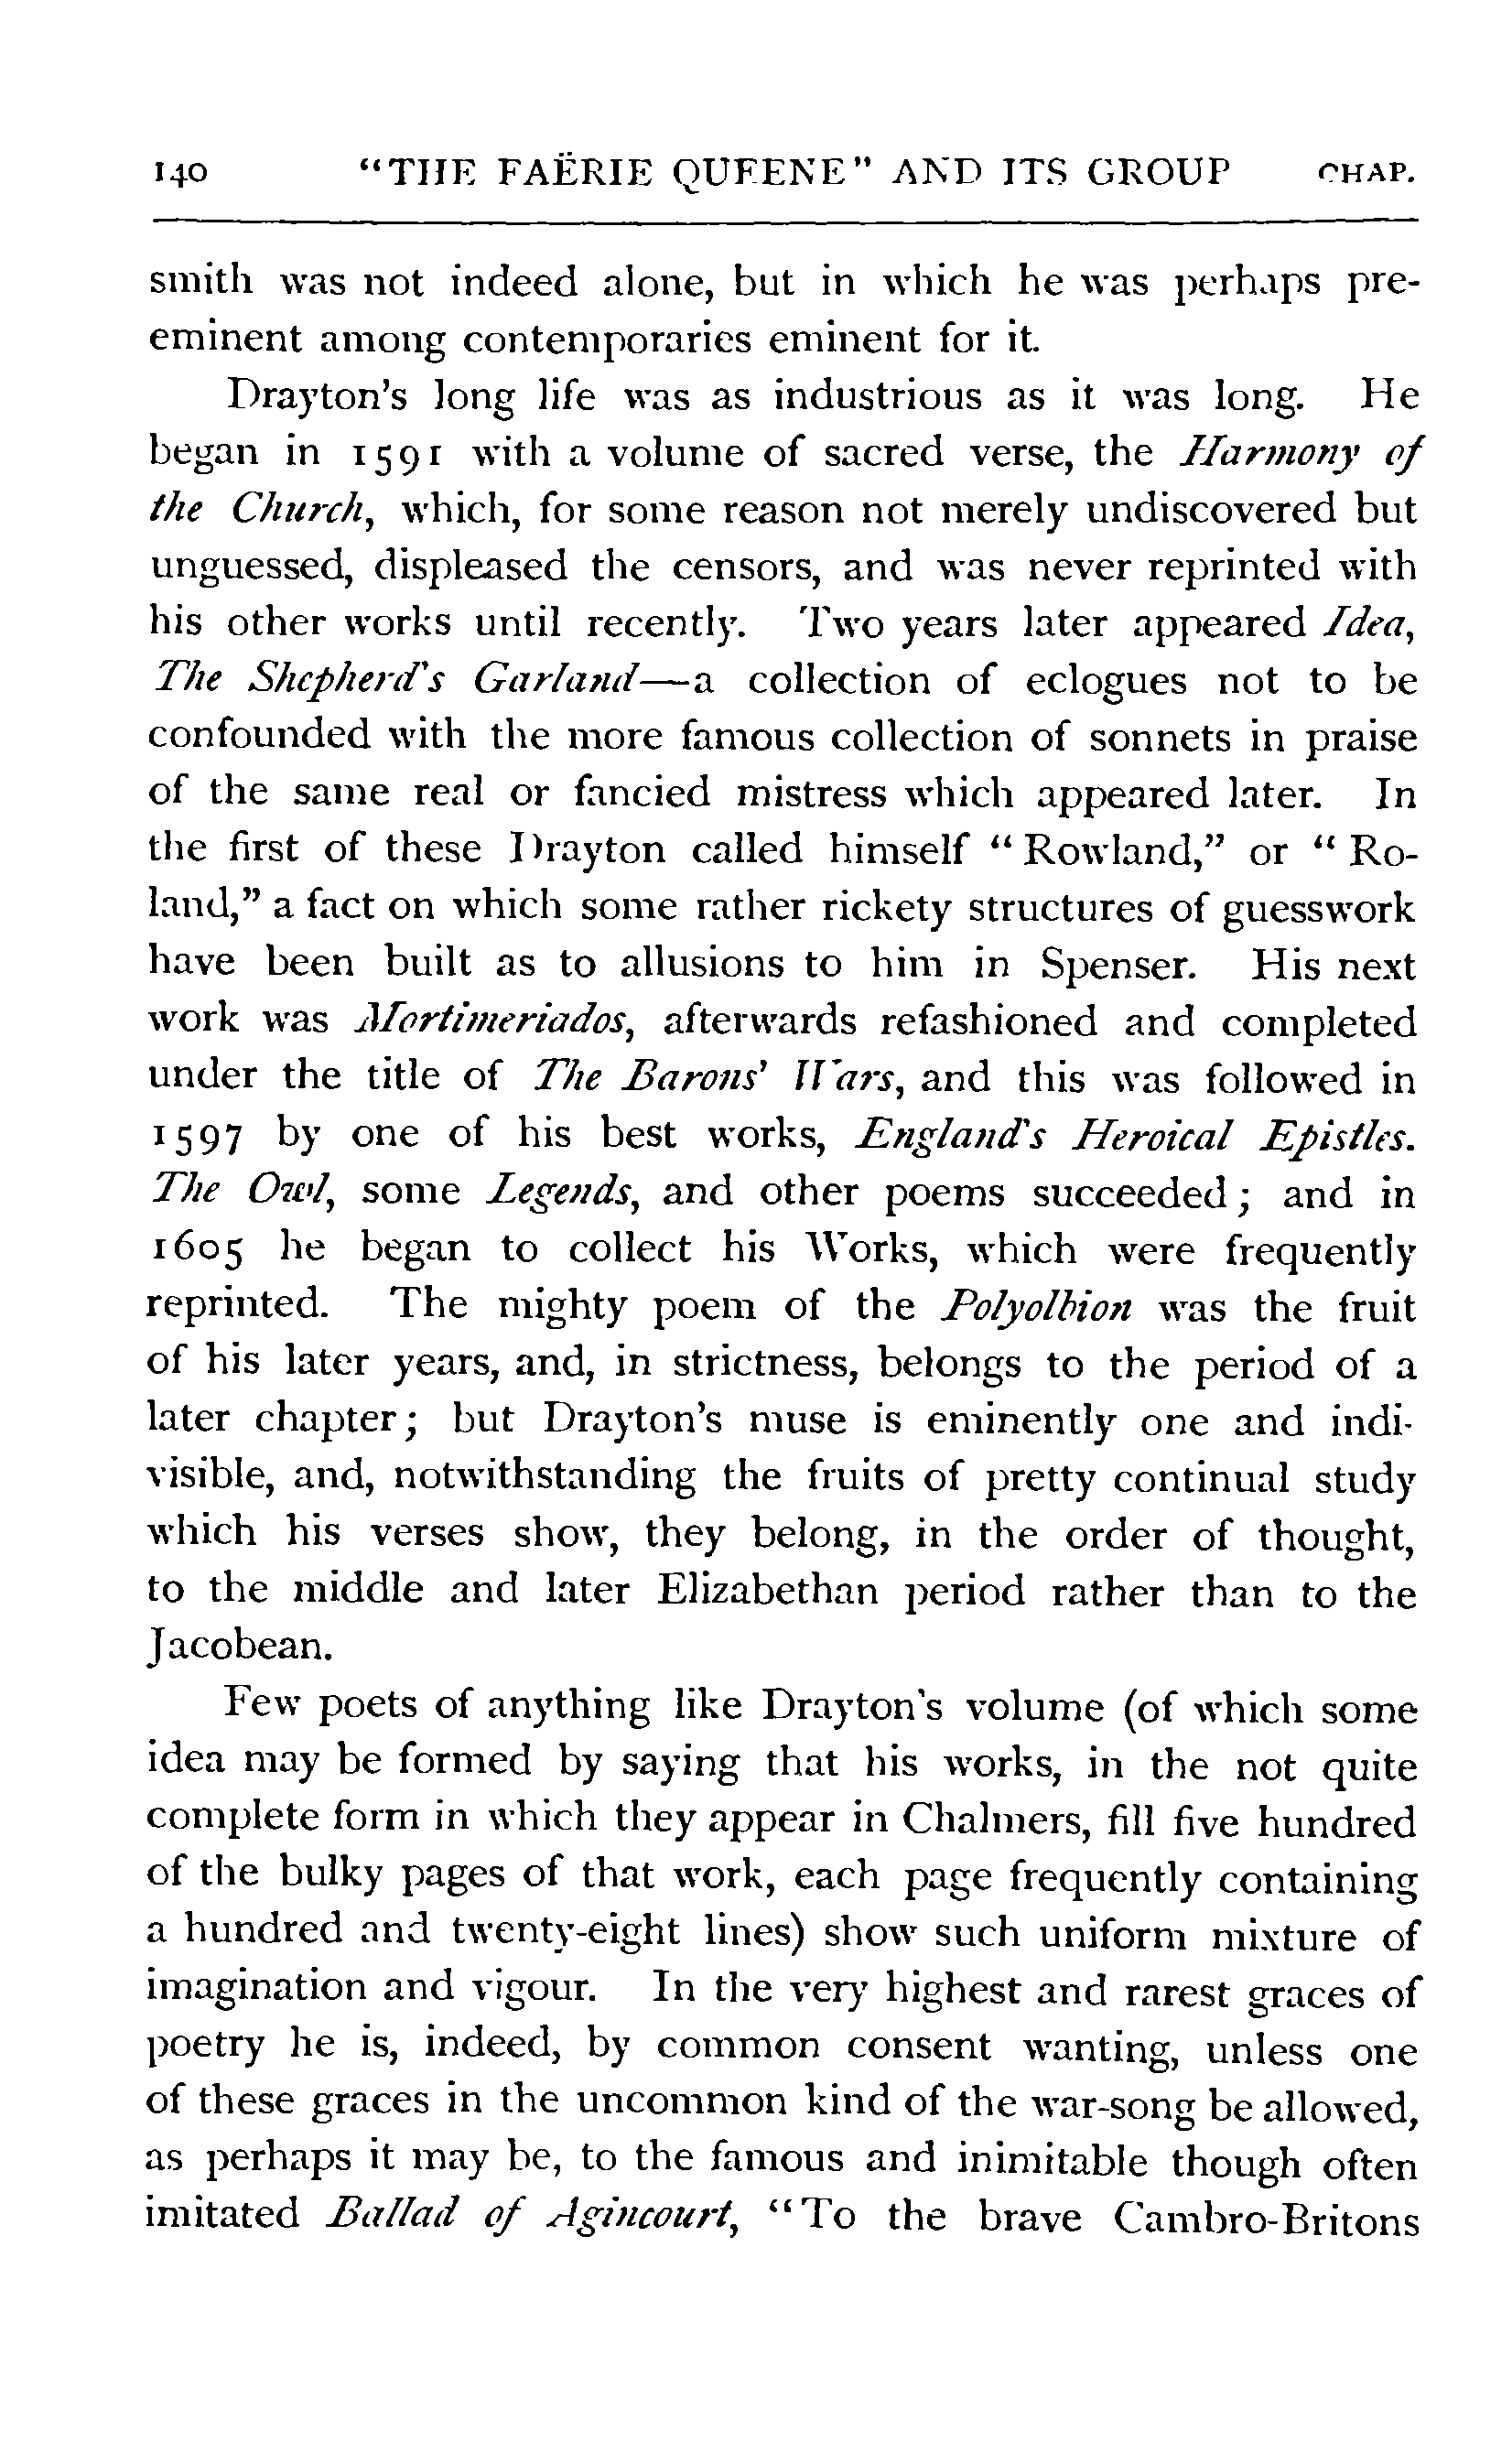 140 "THE FAËRIE QUEENE" AND ITS GROUP CHAP.
smith was not indeed alone, but in which he was perhaps pre-
eminent among contemporaries eminent for it.
Drayton's long life was as industrious as it was long. He
began in 1591 with a volume of sacred verse, the Harmony of
the Church, which, for some reason not merely undiscovered but
unguessed, displeased the censors, and was never reprinted with
his other works until recently. Two years later appeared Idea,
The Shepherd's Garland—a collection of eclogues not to be
confounded with the more famous collection of sonnets in praise
of the same real or fancied mistress which appeared later. In
the first of these Drayton called himself "Rowland," or "Ro-
land," a fact on which some rather rickety structures of guesswork
have been built as to allusions to him in Spenser. His next
work was Mortimeriados, afterwards refashioned and completed
under the title of The Barons' Wars, and this was followed in
1597 by one of his best works, England's Heroical Epistles.
The Owl, some Legends, and other poems succeeded; and in
1605 he began to collect his Works, which were frequently
reprinted. The mighty poem of the Polyolbion was the fruit
of his later years, and, in strictness, belongs to the period of a
later chapter; but Drayton's muse is eminently one and indi-
visible, and, notwithstanding the fruits of pretty continual study
which his verses show, they belong, in the order of thought,
to the middle and later Elizabethan period rather than to the
Jacobean.
Few poets of anything like Drayton's volume (of which some
idea may be formed by saying that his works, in the not quite
complete form in which they appear in Chalmers, fill five hundred
of the bulky pages of that work, each page frequently containing
a hundred and twenty-eight lines) show such uniform mixture of
imagination and vigour. In the very highest and rarest graces of
poetry he is, indeed, by common consent wanting, unless one
of these graces in the uncommon kind of the war-song be allowed,
as perhaps it may be, to the famous and inimitable though often
imitated Ballad of Agincourt, "To the brave Cambro-Britons